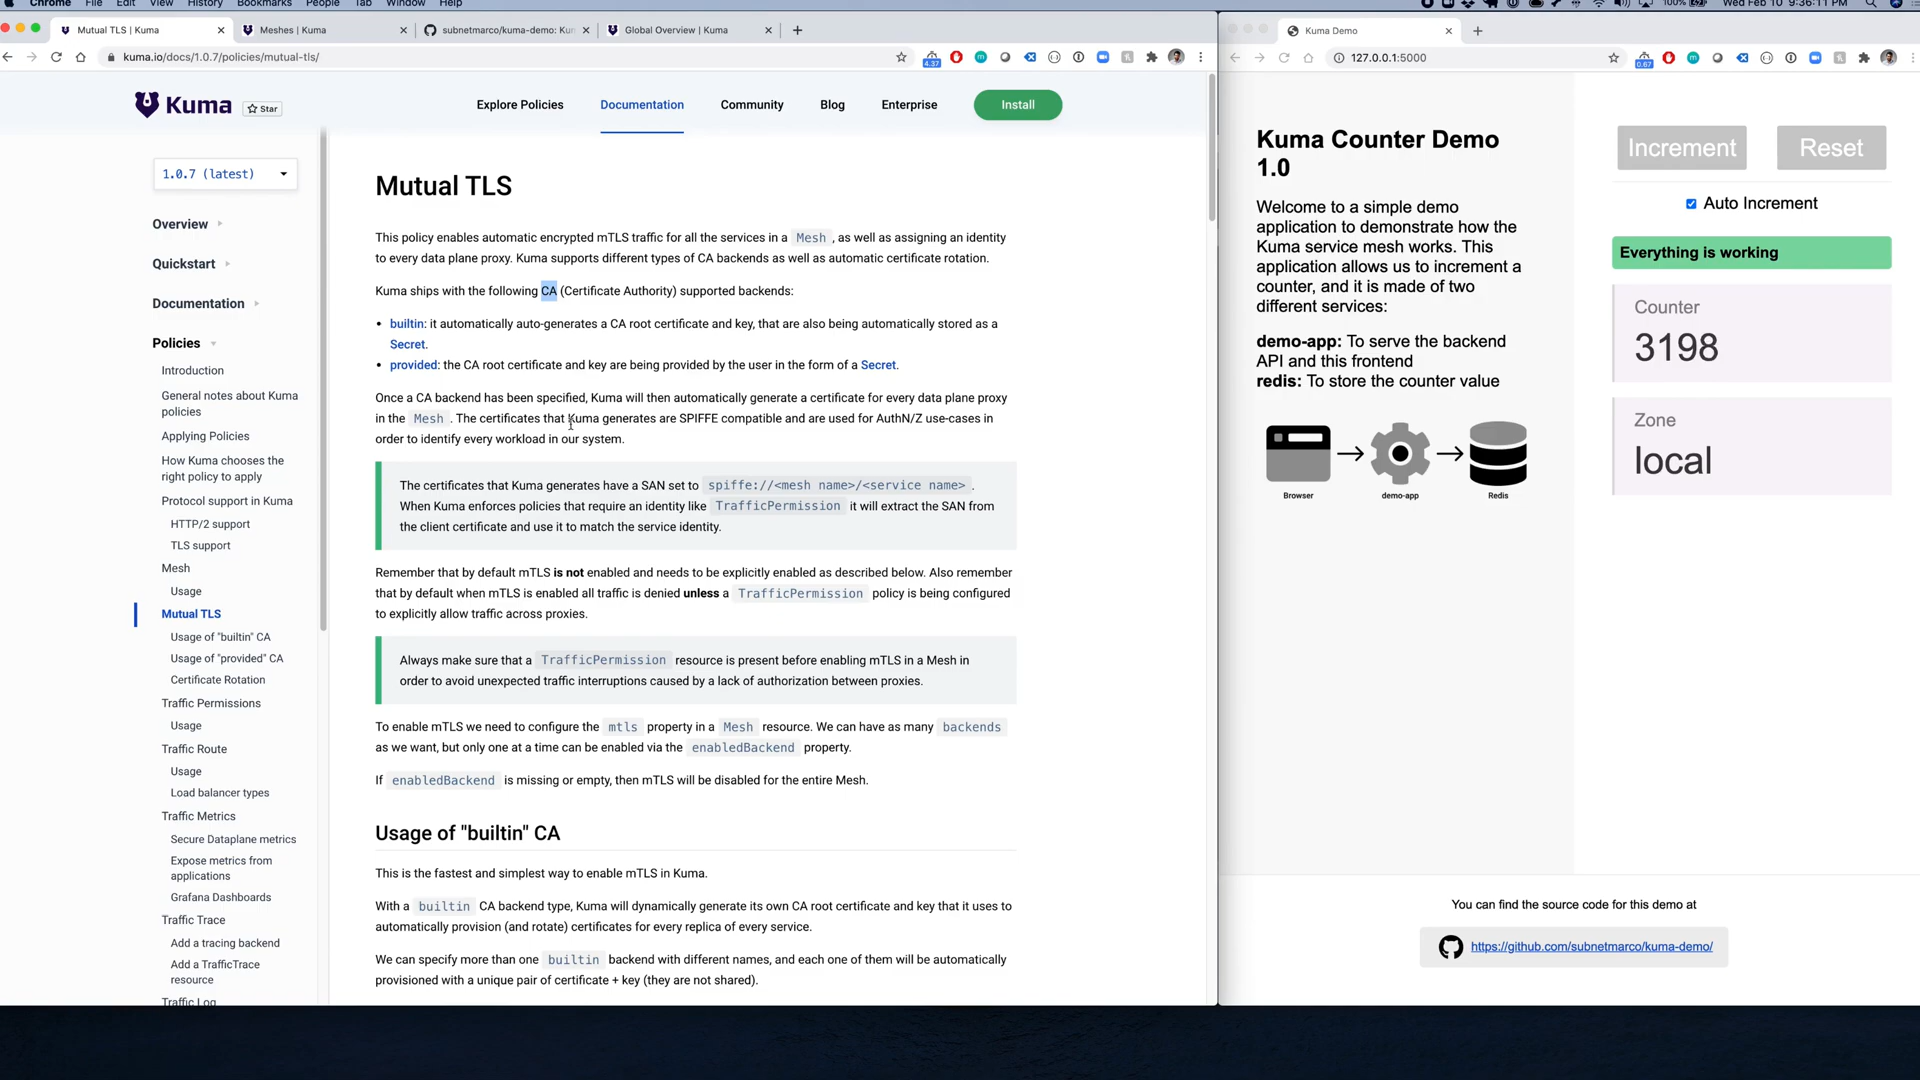 Chrome File Edit View History Bookmarks People Tab Window Help
100% Wed Feb 10 9:36:11 PM
Mutual TLS | Kuma
Meshes | Kuma
subnetmarco/kuma-demo: Kum
Global Overview | Kuma
kuma.io/docs/1.0.7/policies/mutual-tls/
4.37
Kuma
Star
Explore Policies
Documentation
Community
Blog
Enterprise
Install
1.0.7 (latest)
Overview
Quickstart
Documentation
Policies
Introduction
General notes about Kuma
policies
Applying Policies
How Kuma chooses the
right policy to apply
Protocol support in Kuma
HTTP/2 support
TLS support
Mesh
Usage
Mutual TLS
Usage of "builtin" CA
Usage of "provided" CA
Certificate Rotation
Traffic Permissions
Usage
Traffic Route
Usage
Load balancer types
Traffic Metrics
Secure Dataplane metrics
Expose metrics from
applications
Grafana Dashboards
Traffic Trace
Add a tracing backend
Add a TrafficTrace
resource
Traffic Log
Mutual TLS
This policy enables automatic encrypted mTLS traffic for all the services in a Mesh , as well as assigning an identity
to every data plane proxy. Kuma supports different types of CA backends as well as automatic certificate rotation.
Kuma ships with the following CA (Certificate Authority) supported backends:
• builtin: it automatically auto-generates a CA root certificate and key, that are also being automatically stored as a
Secret.
• provided: the CA root certificate and key are being provided by the user in the form of a Secret.
Once a CA backend has been specified, Kuma will then automatically generate a certificate for every data plane proxy
in the Mesh . The certificates that Kuma generates are SPIFFE compatible and are used for AuthN/Z use-cases in
order to identify every workload in our system.
The certificates that Kuma generates have a SAN set to spiffe://<mesh name>/<service name> .
When Kuma enforces policies that require an identity like TrafficPermission it will extract the SAN from
the client certificate and use it to match the service identity.
Remember that by default mTLS is not enabled and needs to be explicitly enabled as described below. Also remember
that by default when mTLS is enabled all traffic is denied unless a TrafficPermission policy is being configured
to explicitly allow traffic across proxies.
Always make sure that a TrafficPermission resource is present before enabling mTLS in a Mesh in
order to avoid unexpected traffic interruptions caused by a lack of authorization between proxies.
To enable mTLS we need to configure the mtls property in a Mesh resource. We can have as many backends
as we want, but only one at a time can be enabled via the enabledBackend property.
If enabledBackend is missing or empty, then mTLS will be disabled for the entire Mesh.
Usage of "builtin" CA
This is the fastest and simplest way to enable mTLS in Kuma.
With a builtin CA backend type, Kuma will dynamically generate its own CA root certificate and key that it uses to
automatically provision (and rotate) certificates for every replica of every service.
We can specify more than one builtin backend with different names, and each one of them will be automatically
provisioned with a unique pair of certificate + key (they are not shared).
Kuma Demo
127.0.0.1:5000
0.67
Kuma Counter Demo
1.0
Welcome to a simple demo
application to demonstrate how the
Kuma service mesh works. This
application allows us to increment a
counter, and it is made of two
different services:
demo-app: To serve the backend
API and this frontend
redis: To store the counter value
Browser
demo-app
Redis
Increment
Reset
Auto Increment
Everything is working
Counter
3198
Zone
local
You can find the source code for this demo at
https://github.com/subnetmarco/kuma-demo/